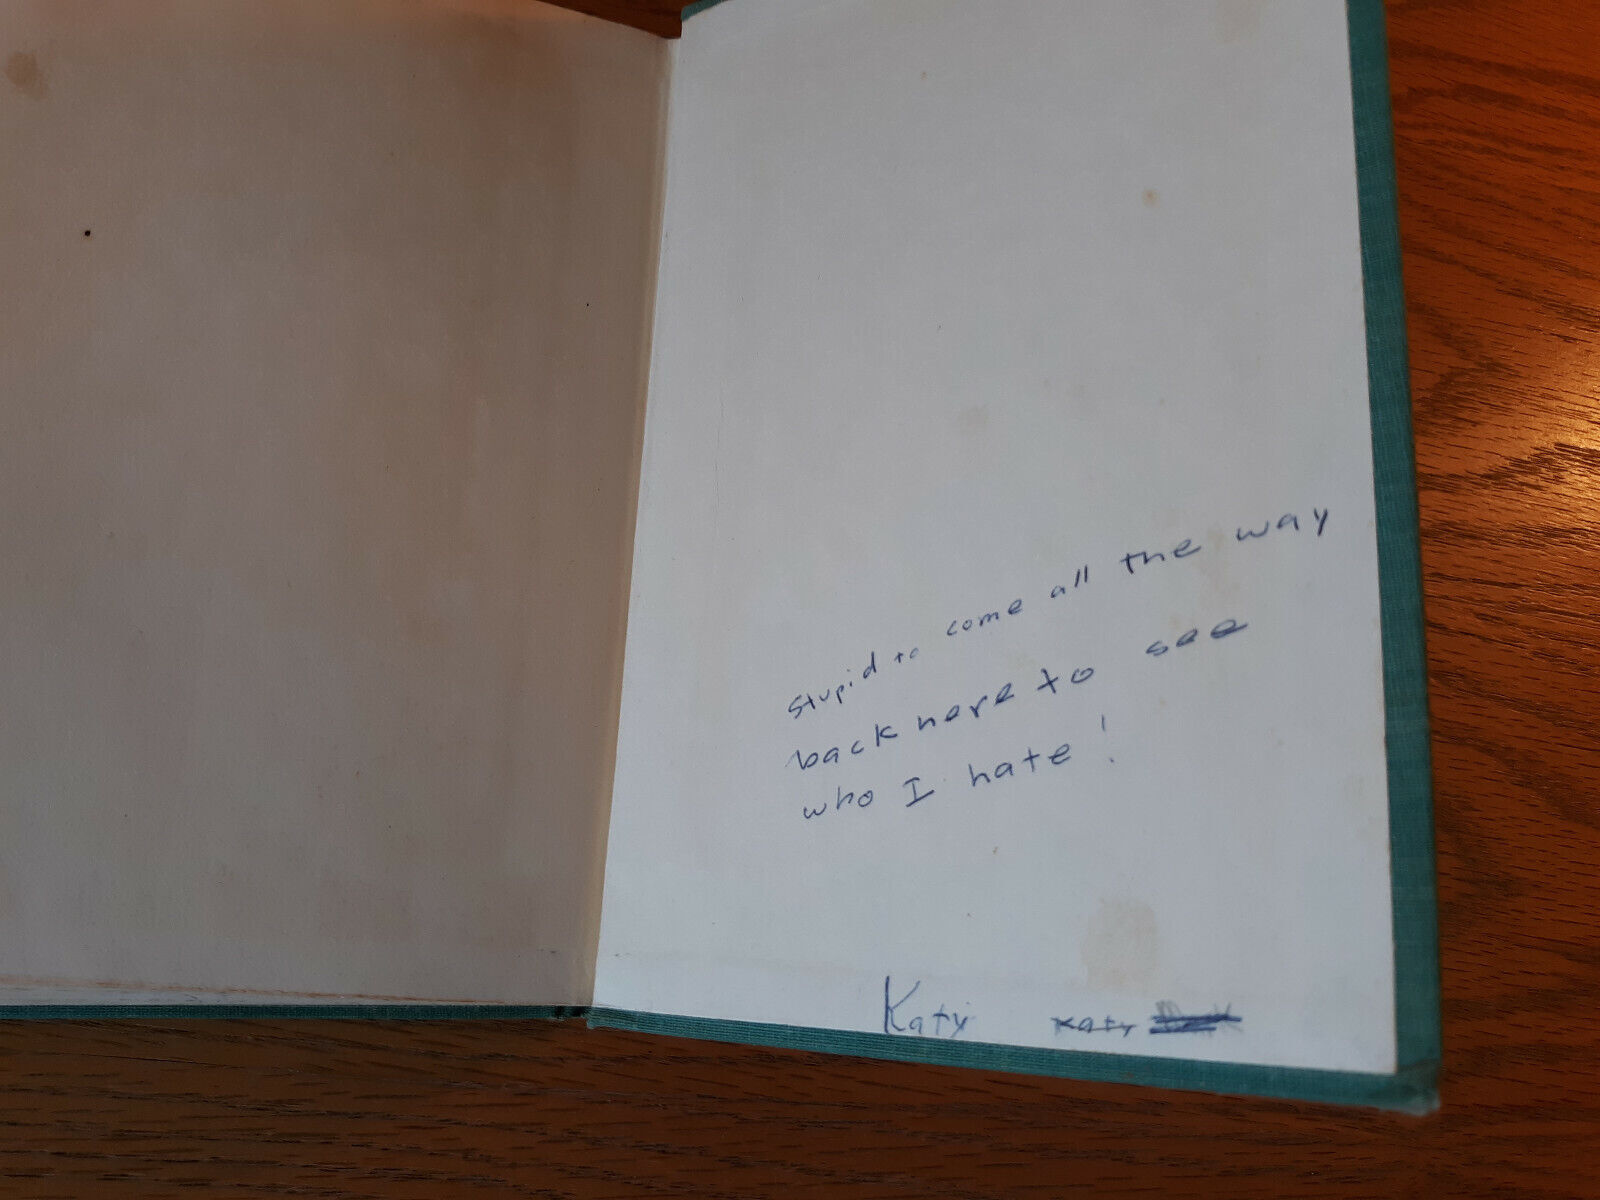 Stupid to come all the way
back here to see
who I hate!
Katy Katy